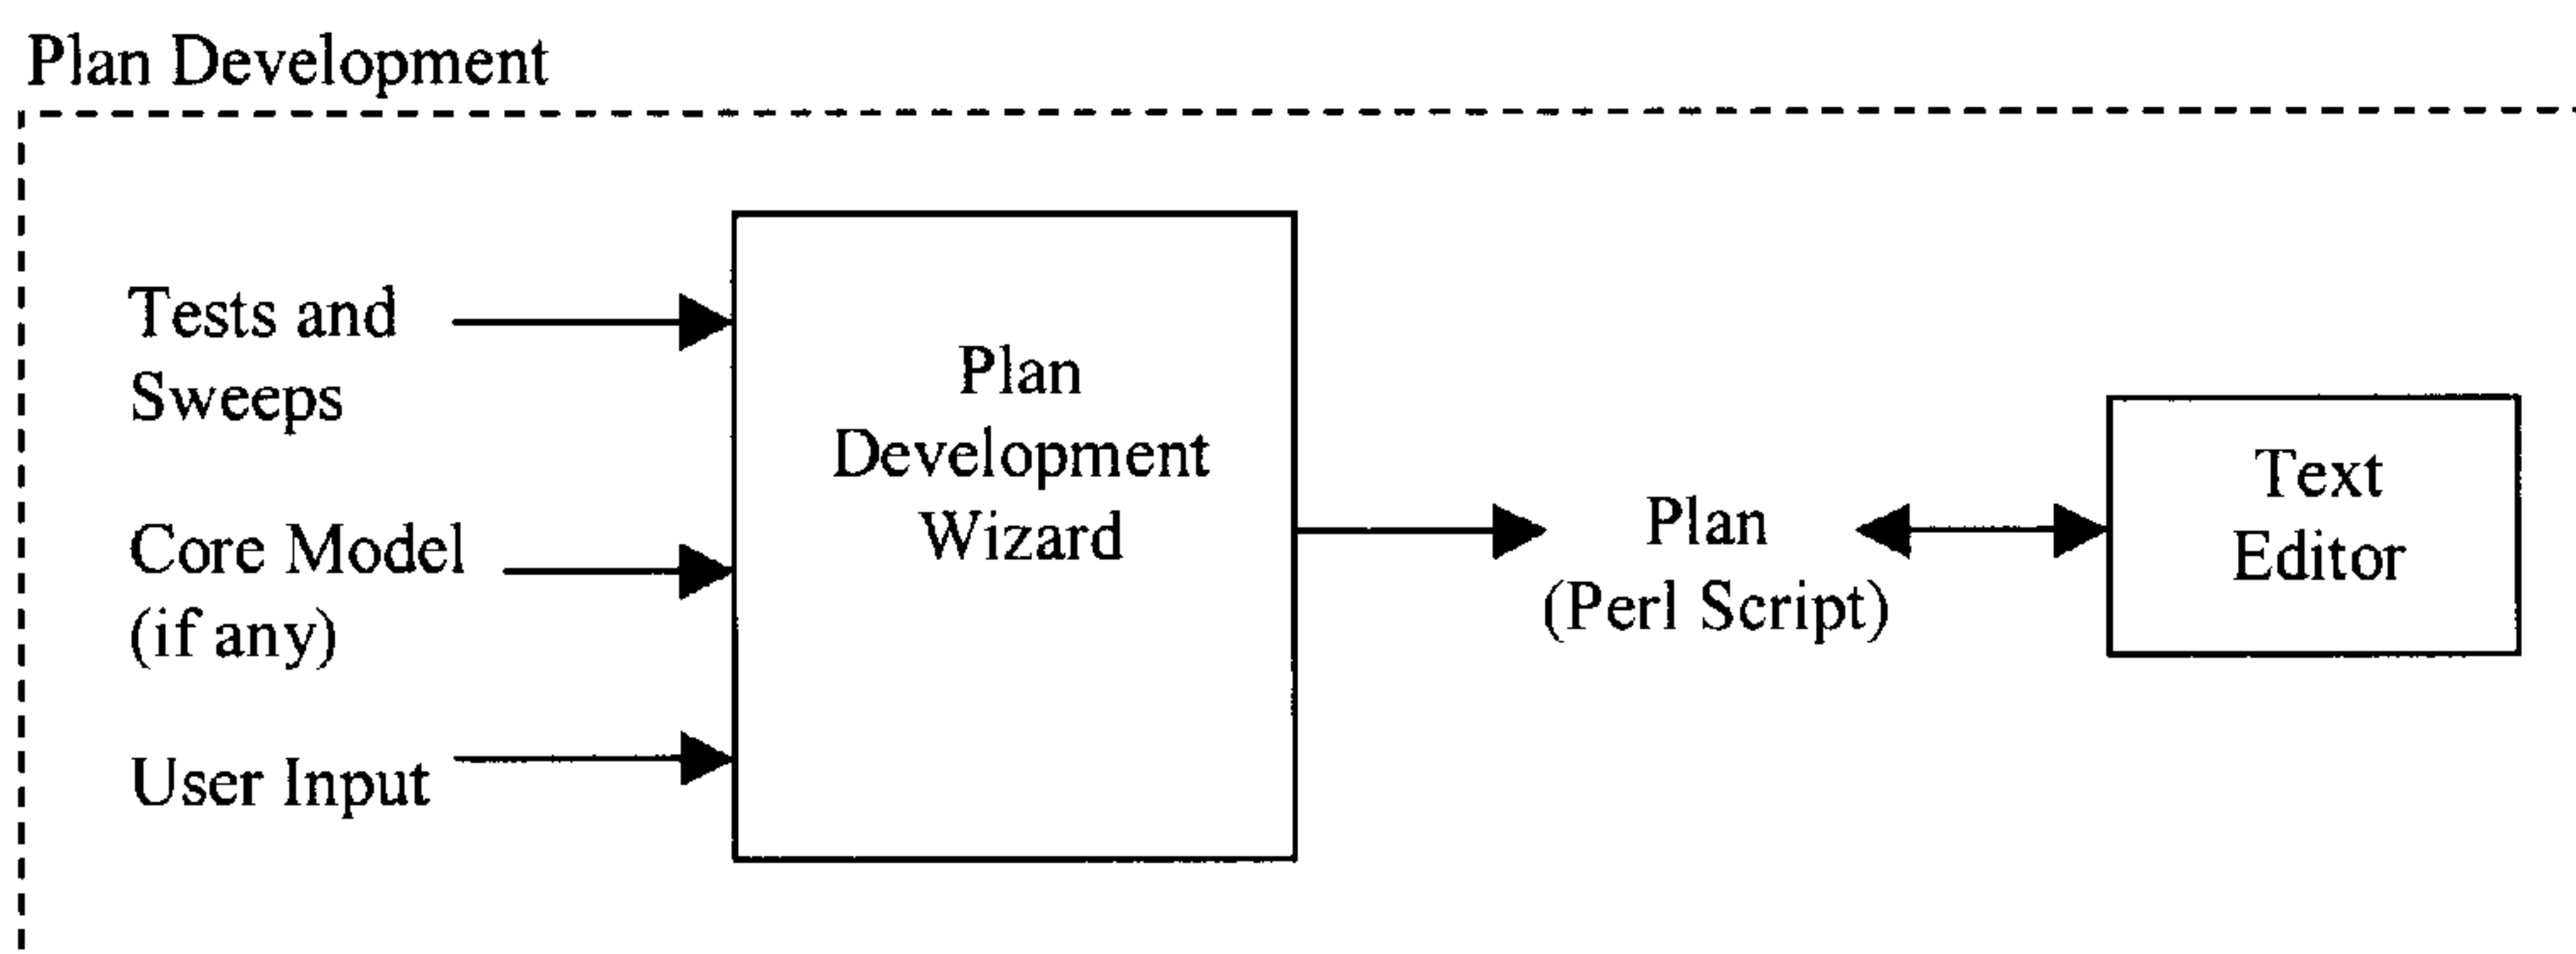 Plan Development
Tests and
Sweeps
Core Model
(if any)
User Input
Plan
Development
Wizard
Plan
(Perl Script)
Text
Editor